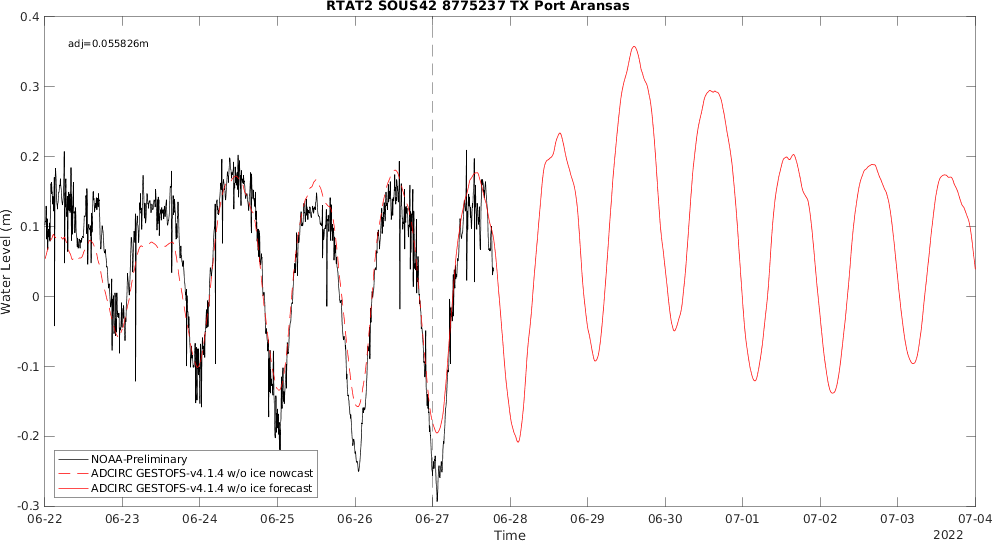 RTAT2 SOUS42 8775237 TX Port Aransas
adj=0.055826m
0.4
0.3
0.2
0.1
0
-0.1
-0.2
-0.3
Water Level (m)
NOAA-Preliminary
ADCIRC GESTOFS-v4.1.4 w/o ice nowcast
ADCIRC GESTOFS-v4.1.4 w/o ice forecast
06-22 06-23 06-24 06-25 06-26 06-27 06-28 06-29 06-30 07-01 07-02 07-03 07-04
Time
2022